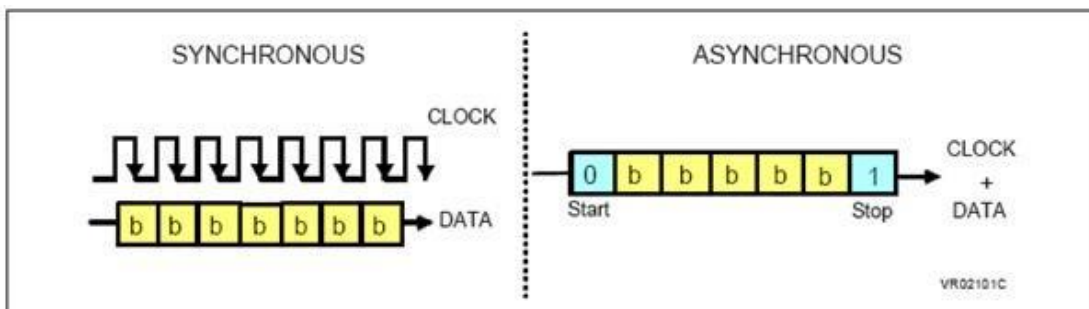 SYNCHRONOUS
CLOCK
b b b b b b b
DATA
ASYNCHRONOUS
0 b b b b b 1
Start Stop
CLOCK
+
DATA
VR02101C